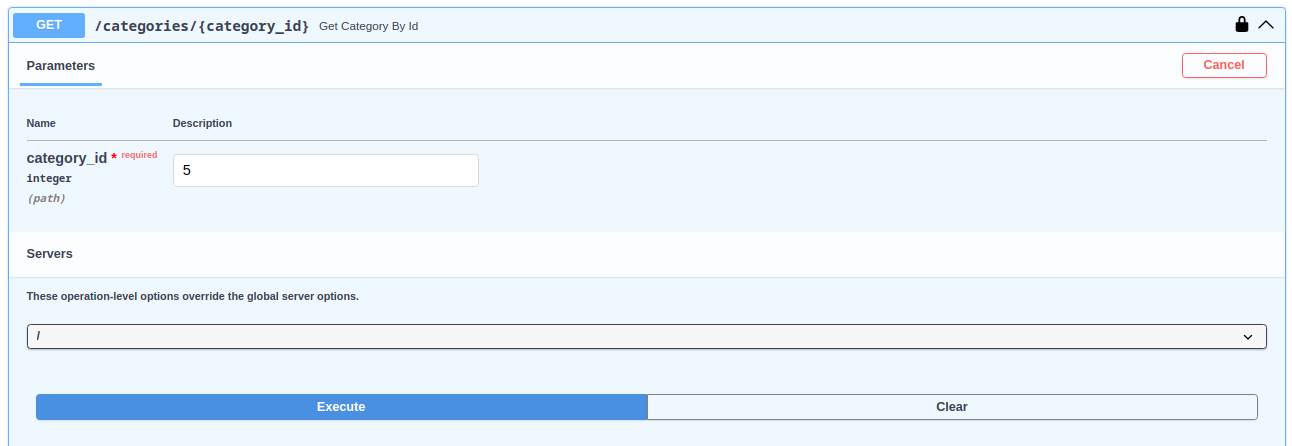 GET /categories/{category_id} Get Category By Id
Parameters
Cancel
Name Description
category_id * required
integer
(path)
5
Servers
These operation-level options override the global server options.
/
Execute Clear